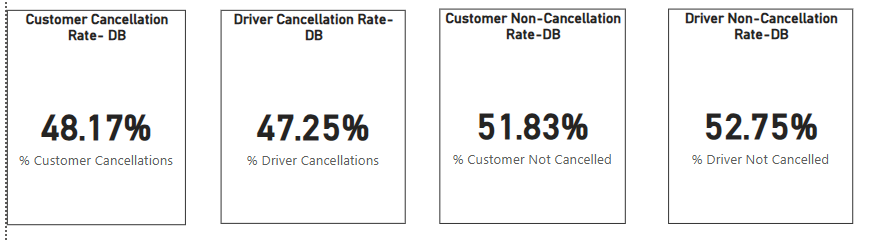 Customer Cancellation
Rate- DB
48.17%
% Customer Cancellations
Driver Cancellation Rate-
DB
47.25%
% Driver Cancellations
Customer Non-Cancellation
Rate-DB
51.83%
% Customer Not Cancelled
Driver Non-Cancellation
Rate-DB
52.75%
% Driver Not Cancelled